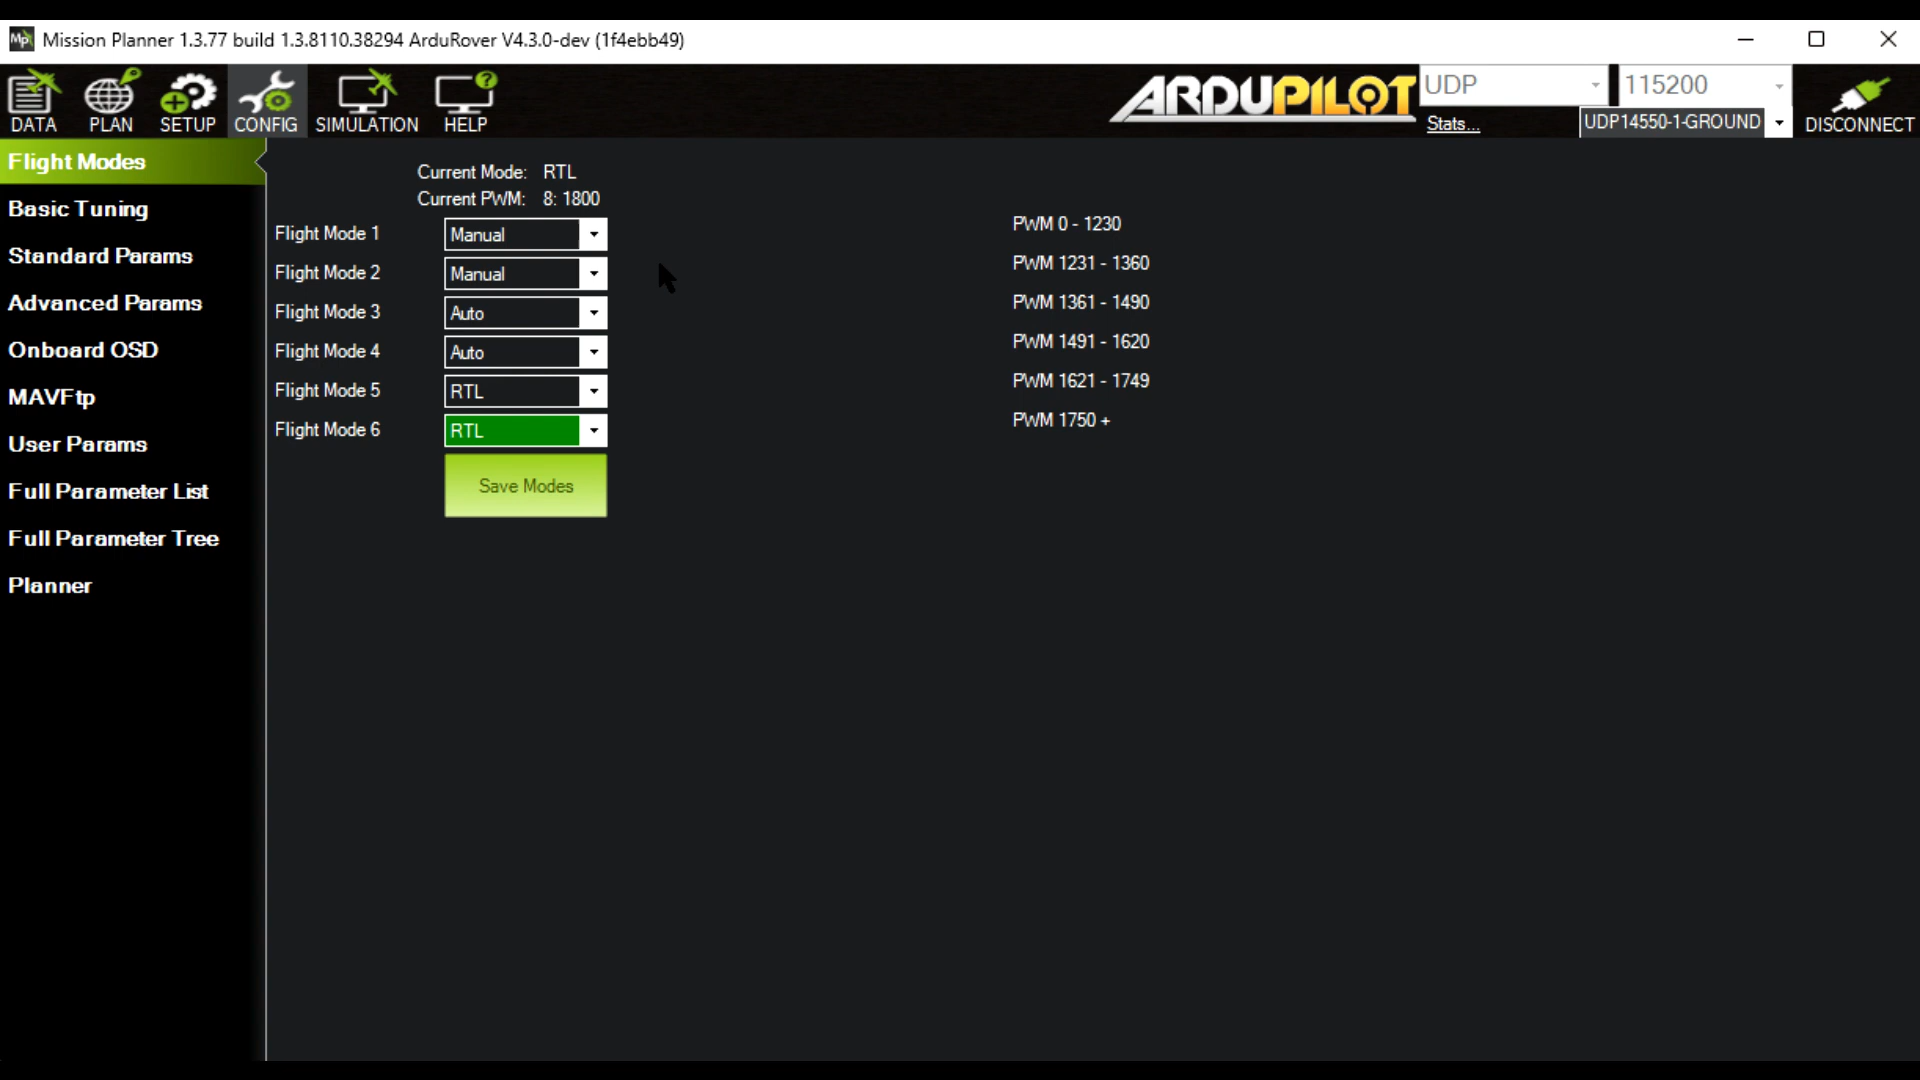 Mp
Mission Planner 1.3.77 build 1.3.8110.38294 ArduRover V4.3.0-dev (1f4ebb49)
DATA
PLAN
SETUP
CONFIG
SIMULATION
HELP
ARDUPILOT
UDP
115200
Stats...
UDP14550-1-GROUND
DISCONNECT
Flight Modes
Basic Tuning
Standard Params
Advanced Params
Onboard OSD
MAVFtp
User Params
Full Parameter List
Full Parameter Tree
Planner
Current Mode: RTL
Current PWM: 8: 1800
Flight Mode 1 Manual PWM 0 - 1230
Flight Mode 2 Manual PWM 1231 - 1360
Flight Mode 3 Auto PWM 1361 - 1490
Flight Mode 4 Auto PWM 1491 - 1620
Flight Mode 5 RTL PWM 1621 - 1749
Flight Mode 6 RTL PWM 1750 +
Save Modes